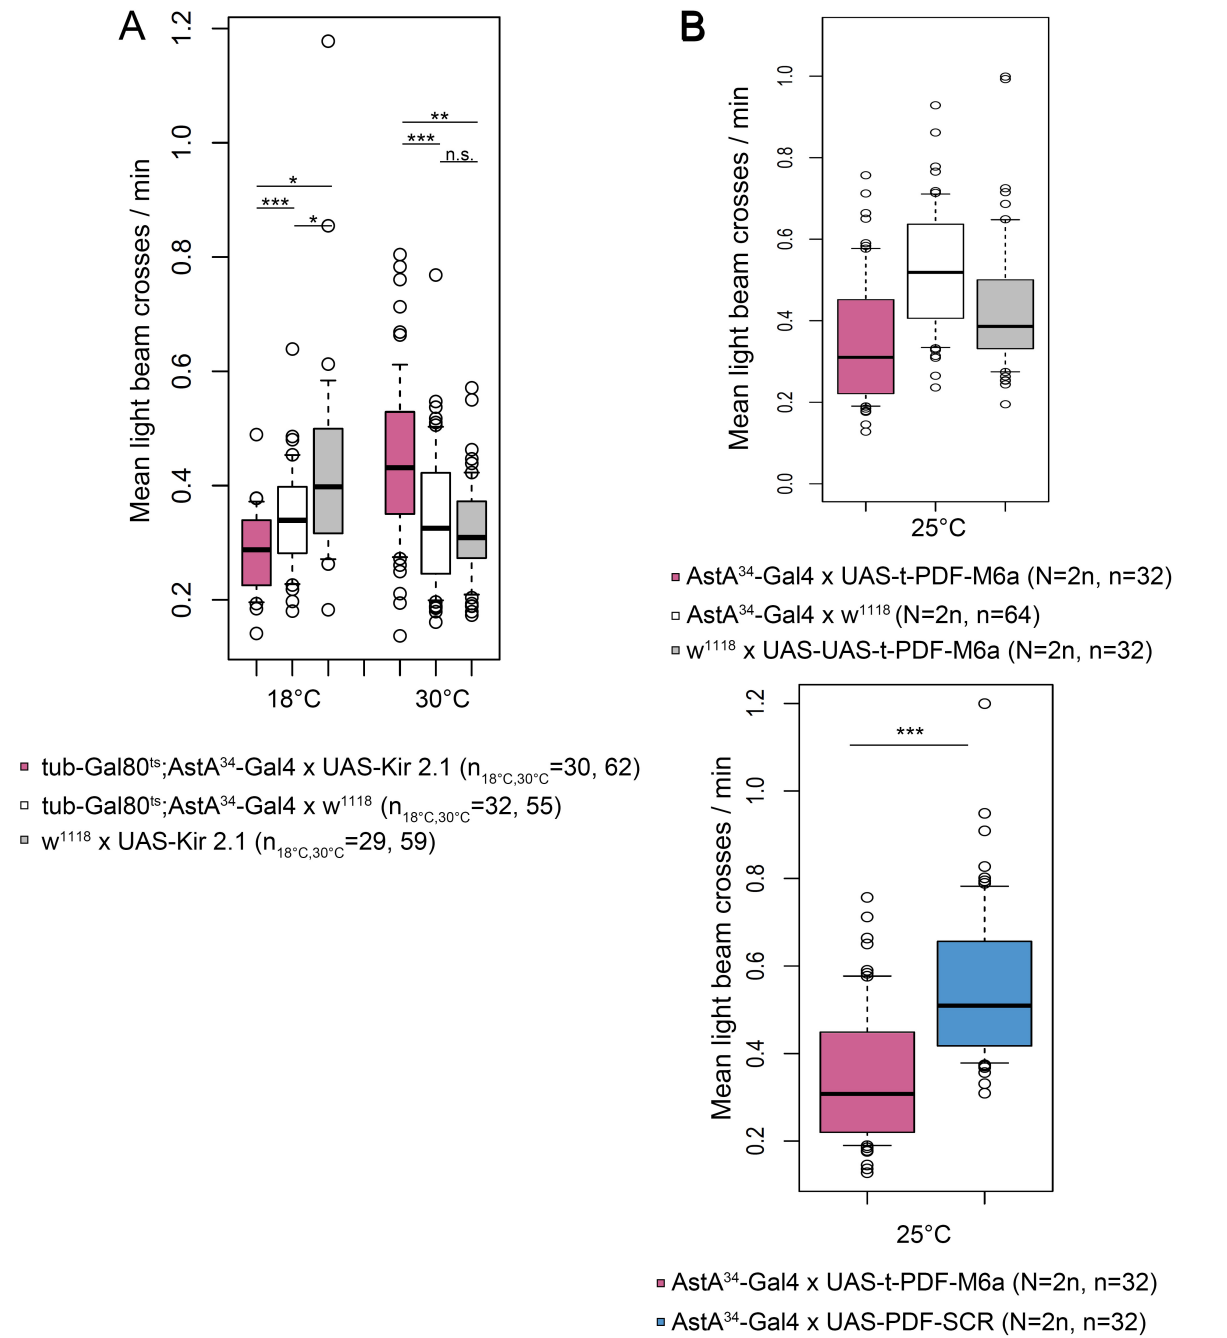 A
Mean light beam crosses / min
1.2
1.0
0.8
0.6
0.4
0.2
*
***
*
**
***
n.s.
18°C
30°C
tub-Gal80ts;AstA34-Gal4 x UAS-Kir 2.1 (n18°C,30°C=30, 62)
tub-Gal80ts;AstA34-Gal4 x w1118 (n18°C,30°C=32, 55)
w1118 x UAS-Kir 2.1 (n18°C,30°C=29, 59)
B
Mean light beam crosses / min
1.0
0.8
0.6
0.4
0.2
0.0
25°C
AstA34-Gal4 x UAS-t-PDF-M6a (N=2n, n=32)
AstA34-Gal4 x w1118 (N=2n, n=64)
w1118 x UAS-UAS-t-PDF-M6a (N=2n, n=32)
Mean light beam crosses / min
1.2
1.0
0.8
0.6
0.4
0.2
***
25°C
AstA34-Gal4 x UAS-t-PDF-M6a (N=2n, n=32)
AstA34-Gal4 x UAS-PDF-SCR (N=2n, n=32)